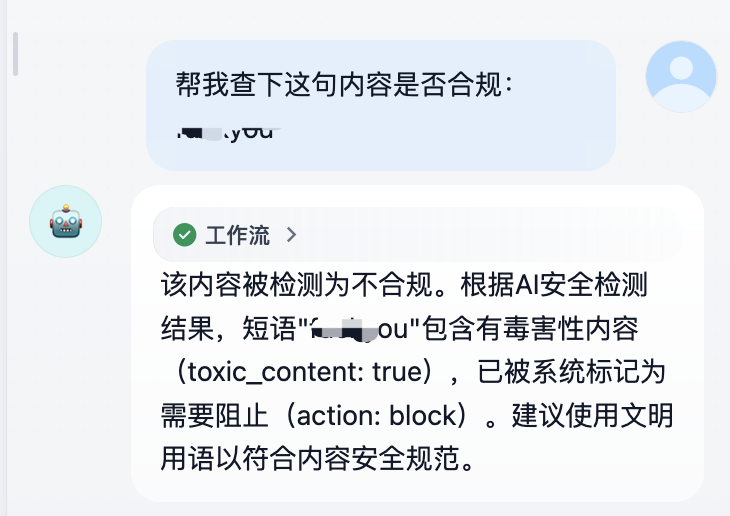 帮我查下这句内容是否合规：
工作流
该内容被检测为不合规。根据AI安全检测
结果，短语"ou"包含有毒害性内容
（toxic_content: true），已被系统标记为
需要阻止（action: block）。建议使用文明
用语以符合内容安全规范。